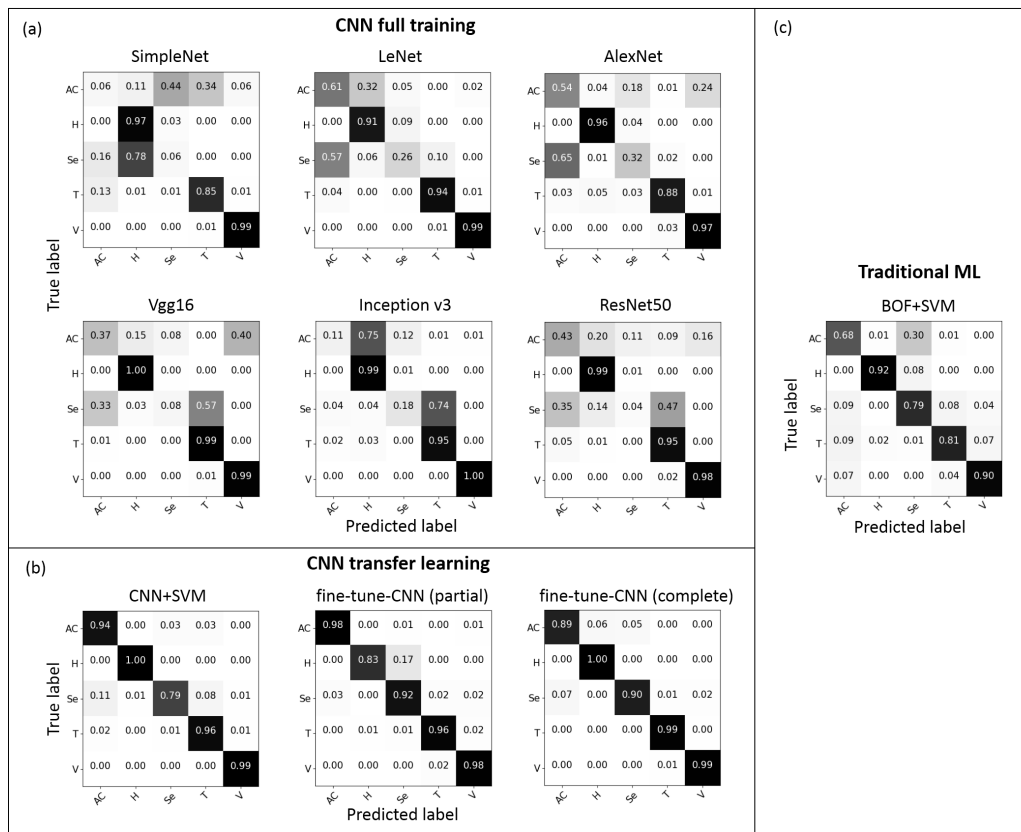 (a)
CNN full training
SimpleNet
AC 0.06 0.11 0.44 0.34 0.06
H 0.00 0.97 0.03 0.00 0.00
Se 0.16 0.78 0.06 0.00 0.00
T 0.13 0.01 0.01 0.85 0.01
V 0.00 0.00 0.00 0.01 0.99
AC H Se T V
LeNet
AC 0.61 0.32 0.05 0.00 0.02
H 0.00 0.91 0.09 0.00 0.00
Se 0.57 0.06 0.26 0.10 0.00
T 0.04 0.00 0.00 0.94 0.01
V 0.00 0.00 0.00 0.01 0.99
AC H Se T V
AlexNet
AC 0.54 0.04 0.18 0.01 0.24
H 0.00 0.96 0.04 0.00 0.00
Se 0.65 0.01 0.32 0.02 0.00
T 0.03 0.05 0.03 0.88 0.01
V 0.00 0.00 0.00 0.03 0.97
AC H Se T V
True label
Vgg16
AC 0.37 0.15 0.08 0.00 0.40
H 0.00 1.00 0.00 0.00 0.00
Se 0.33 0.03 0.08 0.57 0.00
T 0.01 0.00 0.00 0.99 0.00
V 0.00 0.00 0.00 0.01 0.99
AC H Se T V
Inception v3
AC 0.11 0.75 0.12 0.01 0.01
H 0.00 0.99 0.01 0.00 0.00
Se 0.04 0.04 0.18 0.74 0.00
T 0.02 0.03 0.00 0.95 0.00
V 0.00 0.00 0.00 0.00 1.00
AC H Se T V
ResNet50
AC 0.43 0.20 0.11 0.09 0.16
H 0.00 0.99 0.01 0.00 0.00
Se 0.35 0.14 0.04 0.47 0.00
T 0.05 0.01 0.00 0.95 0.00
V 0.00 0.00 0.00 0.02 0.98
AC H Se T V
Predicted label
(b)
CNN transfer learning
CNN+SVM
AC 0.94 0.00 0.03 0.03 0.00
H 0.00 1.00 0.00 0.00 0.00
Se 0.11 0.01 0.79 0.08 0.01
T 0.02 0.00 0.01 0.96 0.01
V 0.00 0.00 0.00 0.00 0.99
AC H Se T V
fine-tune-CNN (partial)
AC 0.98 0.00 0.01 0.00 0.01
H 0.00 0.83 0.17 0.00 0.00
Se 0.03 0.00 0.92 0.02 0.02
T 0.00 0.01 0.01 0.96 0.02
V 0.00 0.00 0.00 0.02 0.98
AC H Se T V
fine-tune-CNN (complete)
AC 0.89 0.06 0.05 0.00 0.00
H 0.00 1.00 0.00 0.00 0.00
Se 0.07 0.00 0.90 0.01 0.02
T 0.00 0.00 0.00 0.99 0.00
V 0.00 0.00 0.00 0.01 0.99
AC H Se T V
True label
Predicted label
(c)
Traditional ML
BOF+SVM
AC 0.68 0.01 0.30 0.01 0.00
H 0.00 0.92 0.08 0.00 0.00
Se 0.09 0.00 0.79 0.08 0.04
T 0.09 0.02 0.01 0.81 0.07
V 0.07 0.00 0.00 0.04 0.90
AC H Se T V
True label
Predicted label